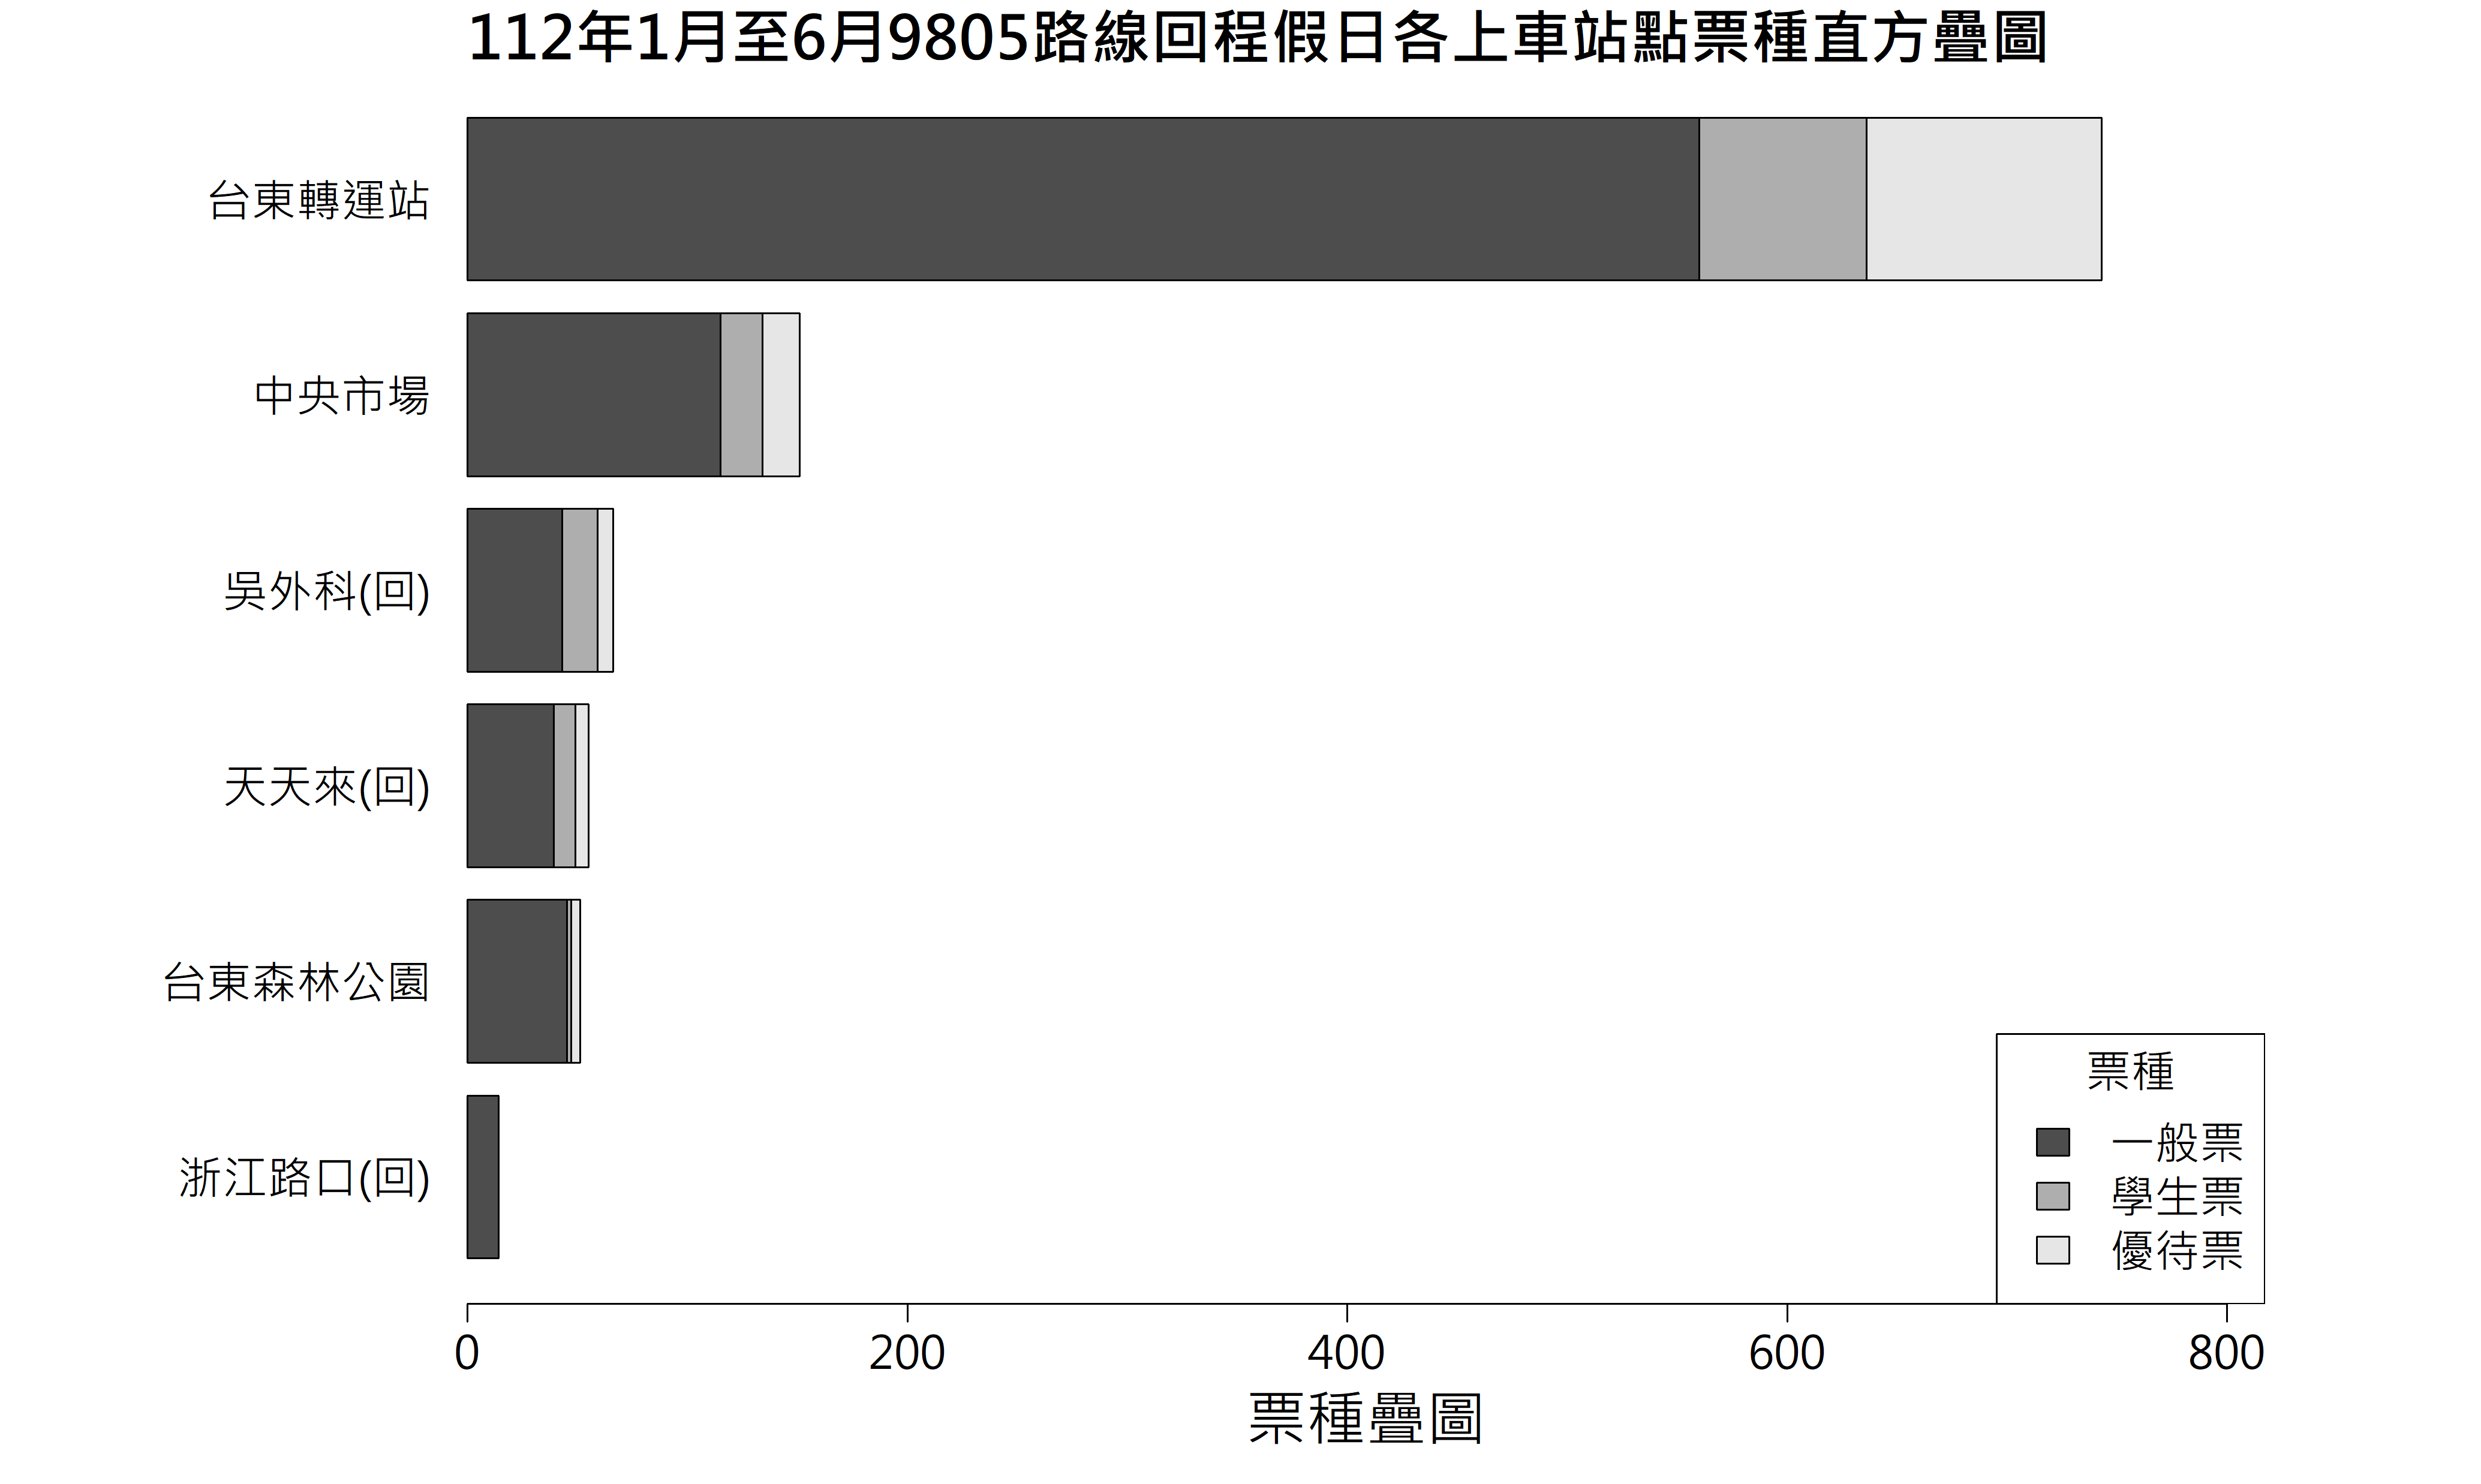 112年1月至6月9805路線回程假日各上車站點票種直方疊圖
台東轉運站
中央市場
吳外科(回)
天天來(回)
台東森林公園
浙江路口(回)
票種
一般票
學生票
優待票
0 200 400 600 800
票種疊圖